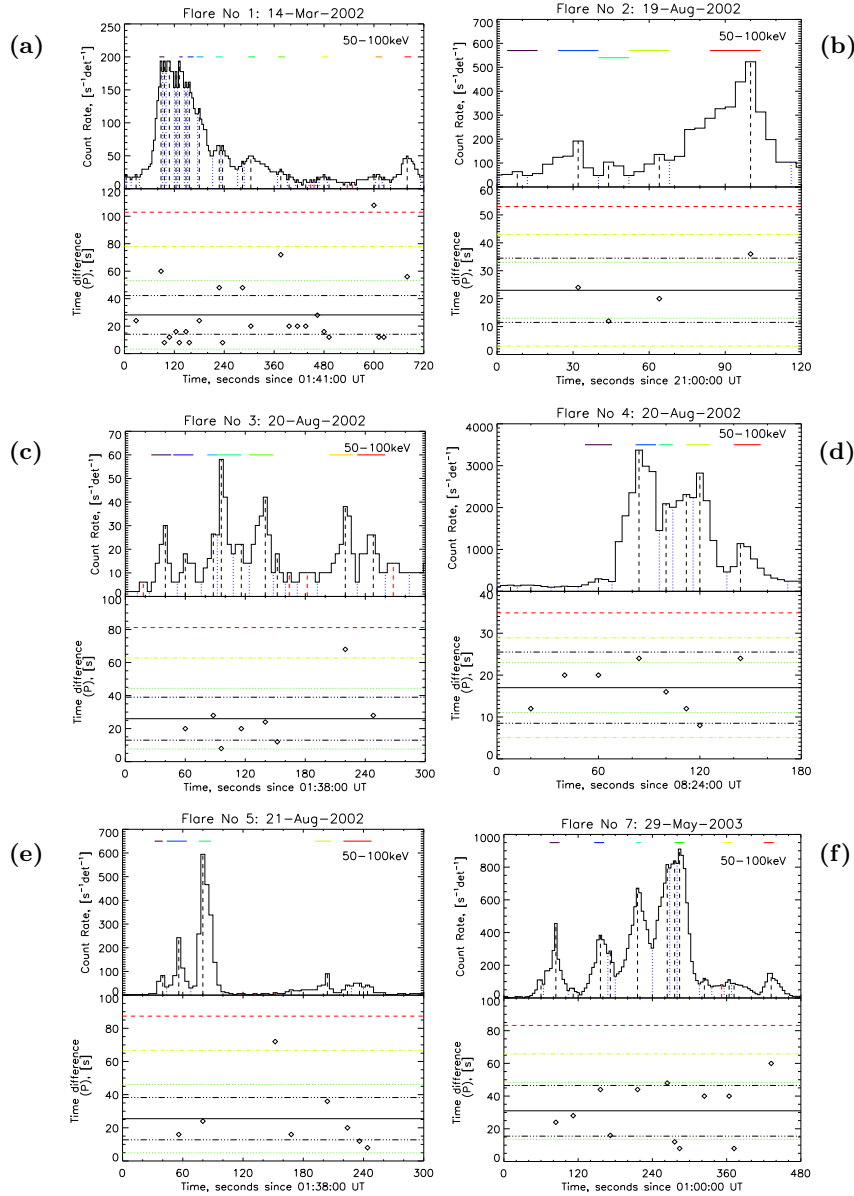 (a)
Flare No 1: 14-Mar-2002
50-100keV
Count Rate, [s⁻¹det⁻¹]
200
150
100
50
0
Time difference (P), [s]
120
100
80
60
40
20
0
0 120 240 360 480 600 720
Time, seconds since 01:41:00 UT
(b)
Flare No 2: 19-Aug-2002
50-100keV
Count Rate, [s⁻¹det⁻¹]
700
600
500
400
300
200
100
0
Time difference (P), [s]
60
50
40
30
20
10
0
0 30 60 90 120
Time, seconds since 21:00:00 UT
(c)
Flare No 3: 20-Aug-2002
50-100keV
Count Rate, [s⁻¹det⁻¹]
60
50
40
30
20
10
0
Time difference (P), [s]
100
80
60
40
20
0
0 60 120 180 240 300
Time, seconds since 01:38:00 UT
(d)
Flare No 4: 20-Aug-2002
50-100keV
Count Rate, [s⁻¹det⁻¹]
4000
3000
2000
1000
0
Time difference (P), [s]
40
30
20
10
0
0 60 120 180
Time, seconds since 08:24:00 UT
(e)
Flare No 5: 21-Aug-2002
50-100keV
Count Rate, [s⁻¹det⁻¹]
700
600
500
400
300
200
100
0
Time difference (P), [s]
100
80
60
40
20
0
0 60 120 180 240 300
Time, seconds since 01:38:00 UT
(f)
Flare No 7: 29-May-2003
50-100keV
Count Rate, [s⁻¹det⁻¹]
1000
800
600
400
200
0
Time difference (P), [s]
100
80
60
40
20
0
0 120 240 360 480
Time, seconds since 01:00:00 UT